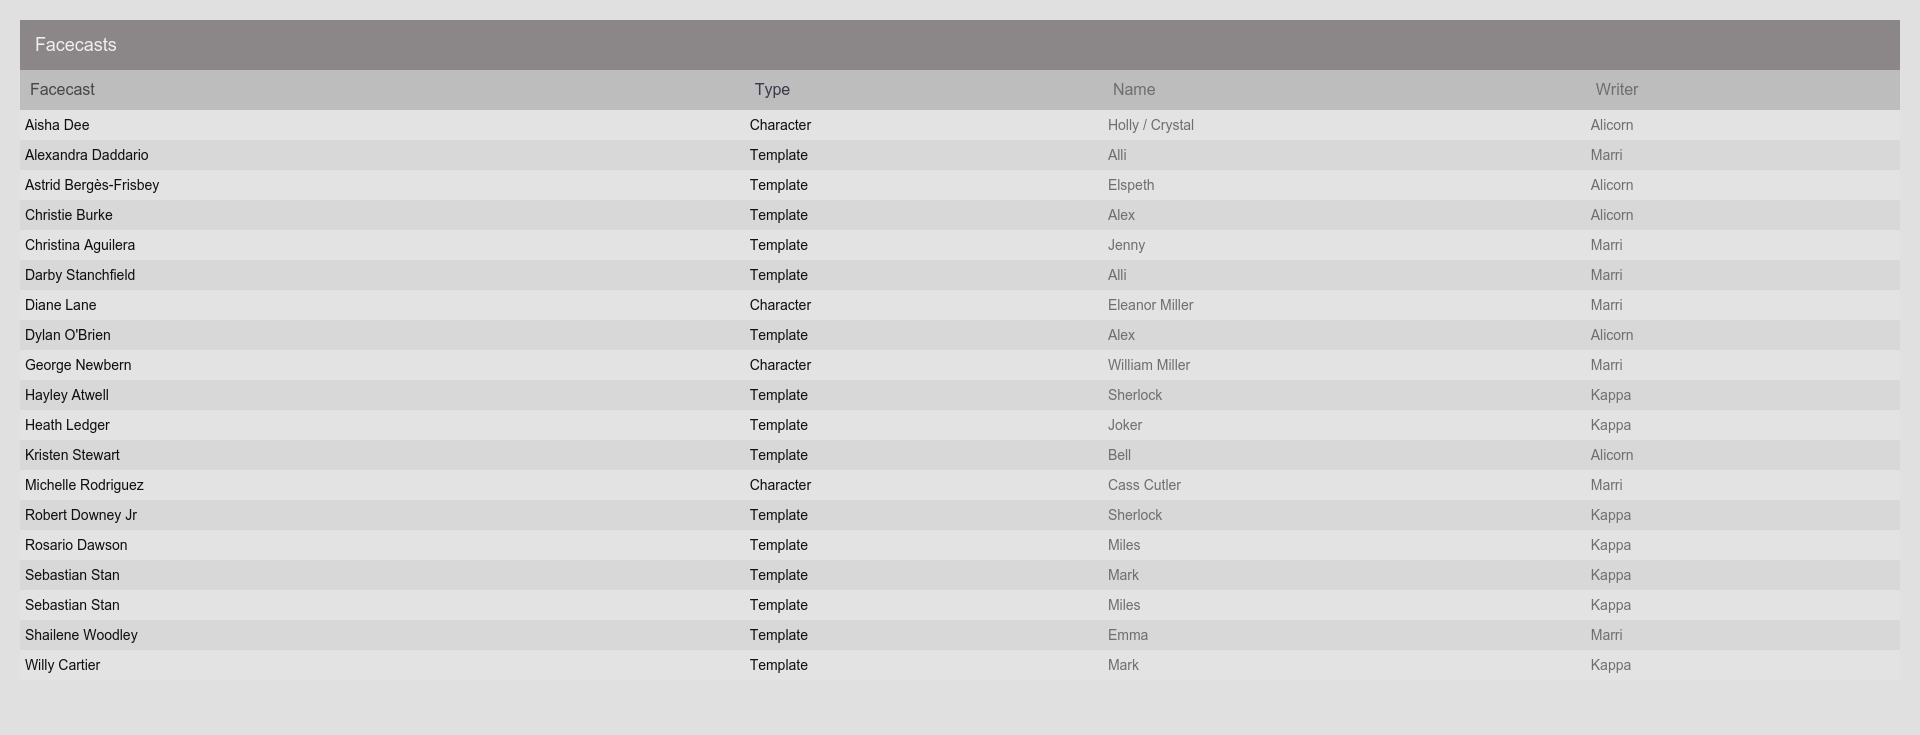 Facecasts
Facecast Type Name Writer
Aisha Dee Character Holly / Crystal Alicorn
Alexandra Daddario Template Alli Marri
Astrid Bergès-Frisbey Template Elspeth Alicorn
Christie Burke Template Alex Alicorn
Christina Aguilera Template Jenny Marri
Darby Stanchfield Template Alli Marri
Diane Lane Character Eleanor Miller Marri
Dylan O'Brien Template Alex Alicorn
George Newbern Character William Miller Marri
Hayley Atwell Template Sherlock Kappa
Heath Ledger Template Joker Kappa
Kristen Stewart Template Bell Alicorn
Michelle Rodriguez Character Cass Cutler Marri
Robert Downey Jr Template Sherlock Kappa
Rosario Dawson Template Miles Kappa
Sebastian Stan Template Mark Kappa
Sebastian Stan Template Miles Kappa
Shailene Woodley Template Emma Marri
Willy Cartier Template Mark Kappa